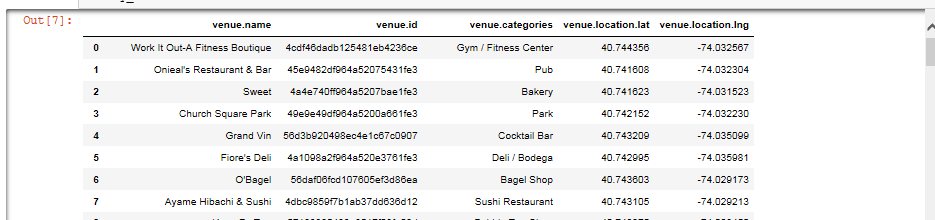 Out[7]:
venue.name venue.id venue.categories venue.location.lat venue.location.lng
0 Work It Out-A Fitness Boutique 4cdf46dadb125481eb4236ce Gym / Fitness Center 40.744356 -74.032567
1 Onieal's Restaurant & Bar 45e9482df964a52075431fe3 Pub 40.741608 -74.032304
2 Sweet 4a4e740ff964a5207bae1fe3 Bakery 40.741623 -74.031523
3 Church Square Park 49e9e49df964a5200a661fe3 Park 40.742152 -74.032230
4 Grand Vin 56d3b920498ec4e1c67c0907 Cocktail Bar 40.743209 -74.035099
5 Fiore's Deli 4a1098a2f964a520e3761fe3 Deli / Bodega 40.742995 -74.035981
6 O'Bagel 56daf06fcd107605ef3d86ea Bagel Shop 40.743603 -74.029173
7 Ayame Hibachi & Sushi 4dbc9859f7b1ab37dd636d12 Sushi Restaurant 40.743105 -74.029213